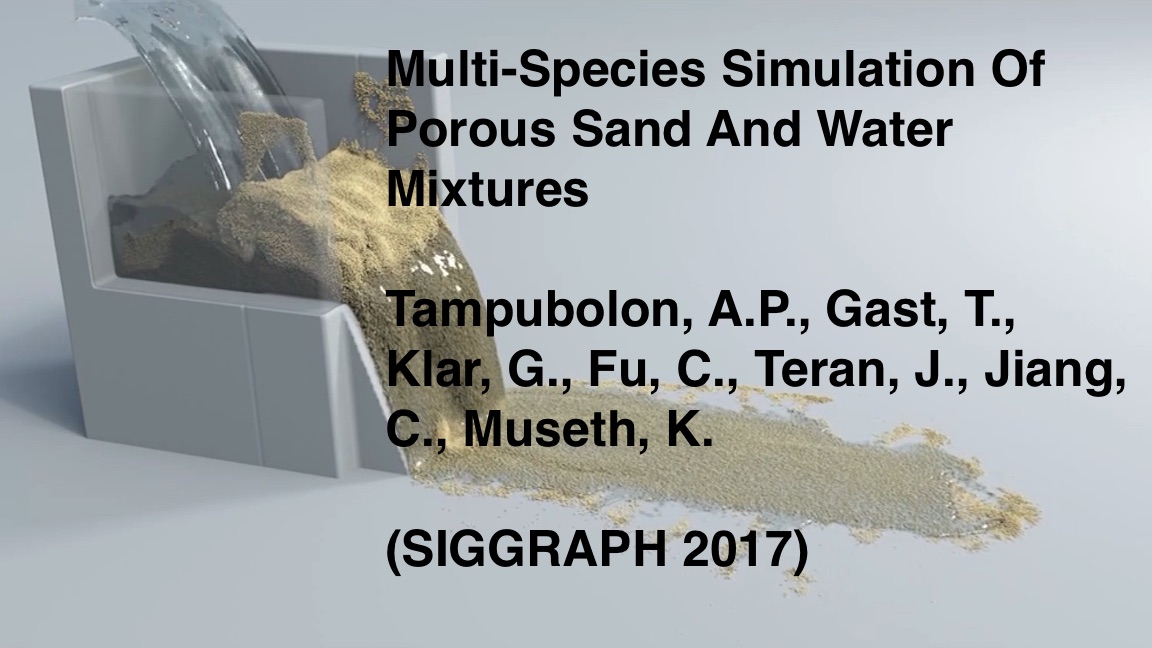 Multi-Species Simulation Of
Porous Sand And Water
Mixtures
Tampubolon, A.P., Gast, T.,
Klar, G., Fu, C., Teran, J., Jiang,
C., Museth, K.
(SIGGRAPH 2017)